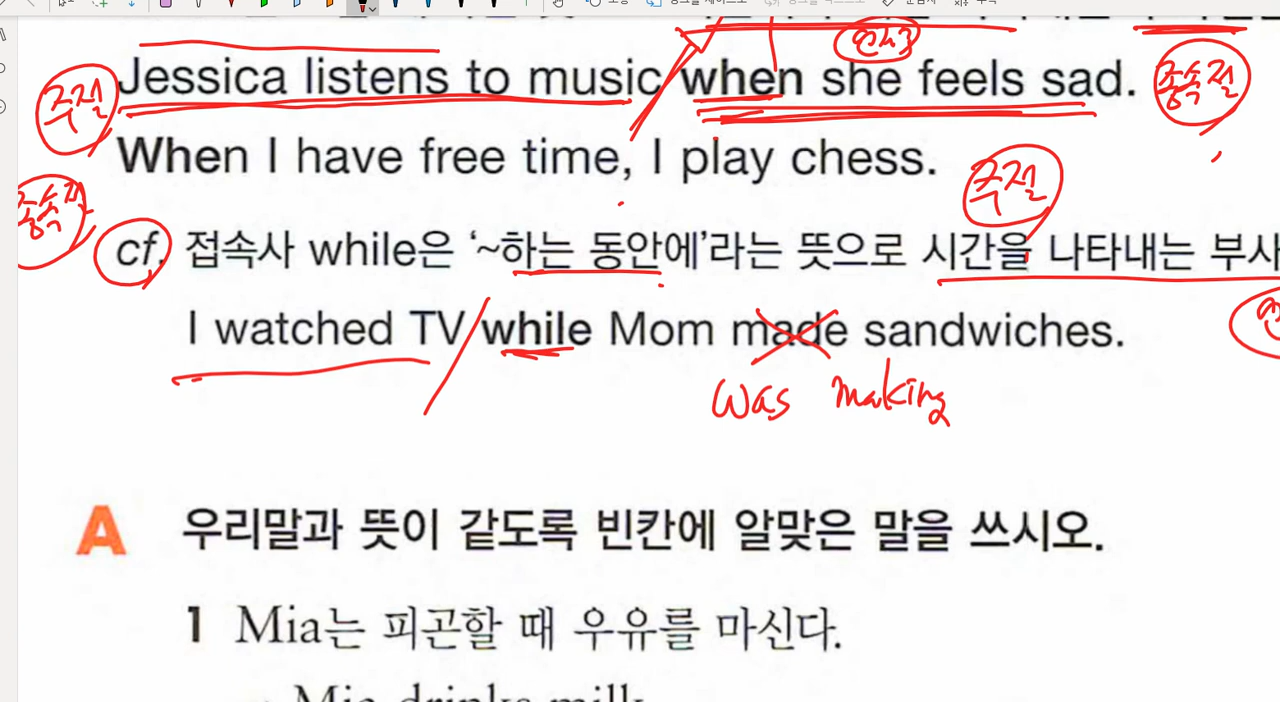 Jessica listens to music when she feels sad.
주절
종속절
When I have free time, I play chess.
주절
종속절
cf. 접속사 while은 ‘~하는 동안에’라는 뜻으로 시간을 나타내는 부사
I watched TV while Mom made sandwiches.
was making
A 우리말과 뜻이 같도록 빈칸에 알맞은 말을 쓰시오.
1 Mia는 피곤할 때 우유를 마신다.
Mia drinks milk